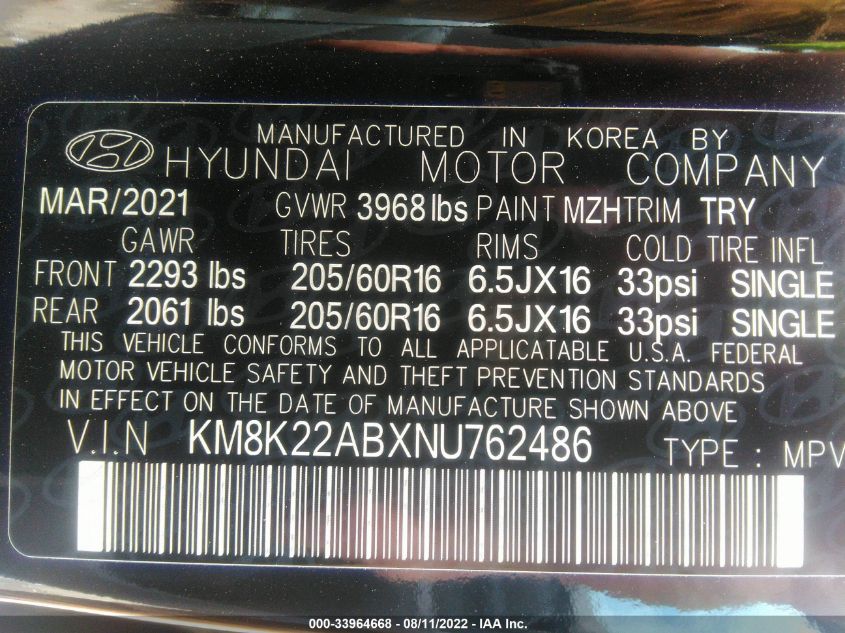 MANUFACTURED IN KOREA BY
HYUNDAI MOTOR COMPANY
MAR/2021 GVWR 3968 lbs PAINT MZH TRIM TRY
GAWR TIRES RIMS COLD TIRE INFL
FRONT 2293 lbs 205/60R16 6.5JX16 33psi SINGLE
REAR 2061 lbs 205/60R16 6.5JX16 33psi SINGLE
THIS VEHICLE CONFORMS TO ALL APPLICATABLE U.S.A. FEDERAL
MOTOR VEHICLE SAFETY AND THEFT PREVENTION STANDARDS
IN EFFECT ON THE DATE OF MANUFACTURE SHOWN ABOVE
V.I.N KM8K22ABXNU762486 TYPE : MPV
000-33964668 - 08/11/2022 - IAA Inc.